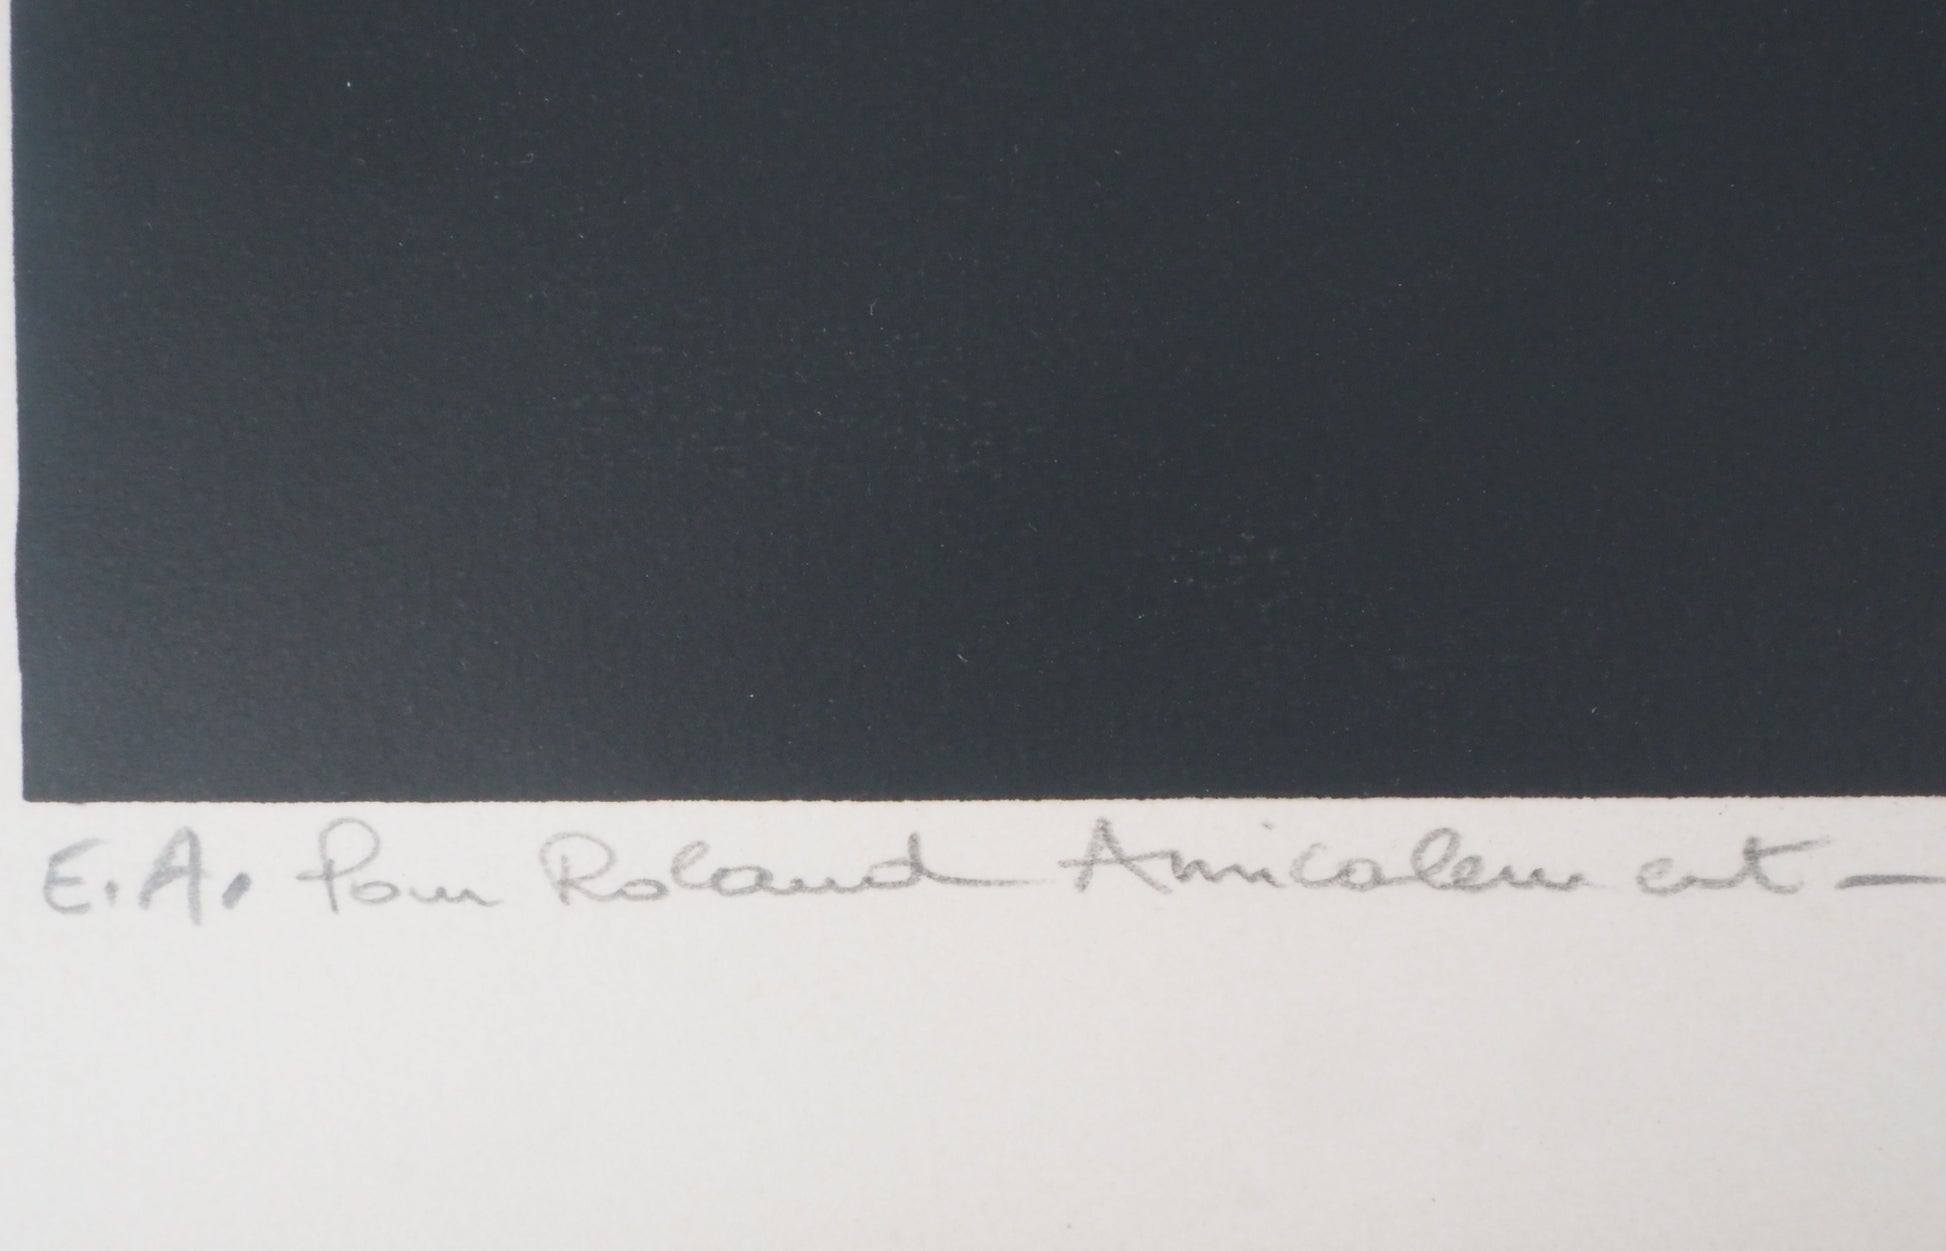 E.A. Pour Roland Amicalement —